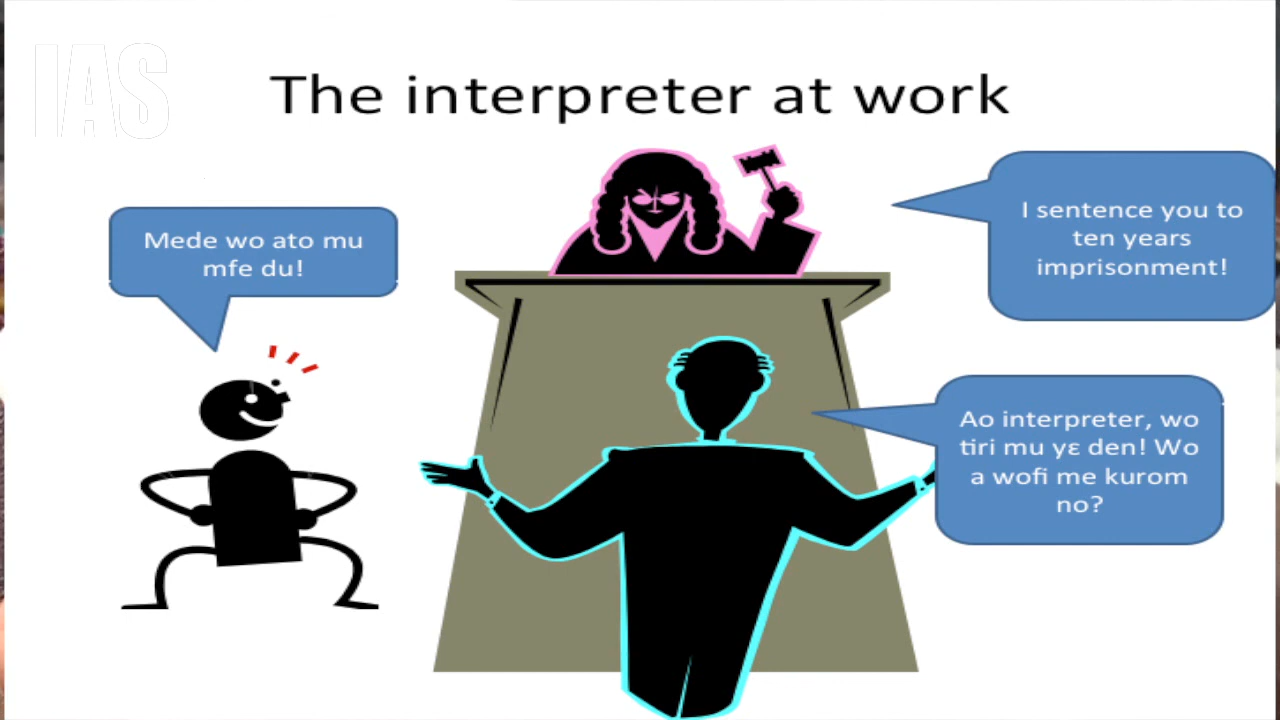 IAS
The interpreter at work
I sentence you to
ten years
imprisonment!
Mede wo ato mu
mfe du!
Ao interpreter, wo
tiri mu yɛ den! Wo
a wofi me kurom
no?